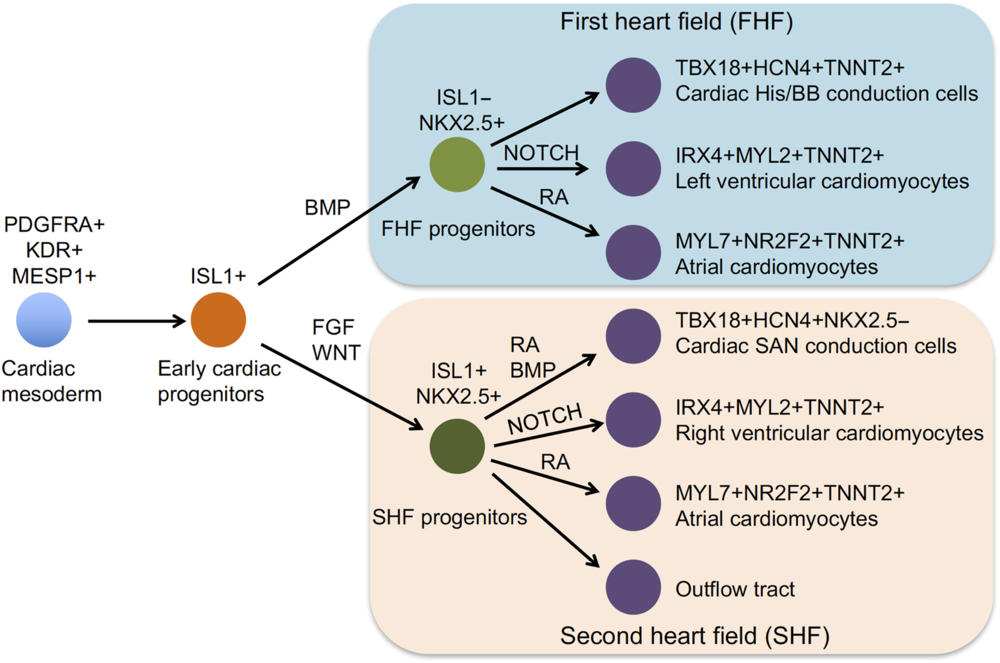 First heart field (FHF)
PDGFRA+
KDR+
MESP1+
Cardiac
mesoderm
ISL1+
Early cardiac
progenitors
BMP
FGF
WNT
ISL1–
NKX2.5+
FHF progenitors
NOTCH
RA
TBX18+HCN4+TNNT2+
Cardiac His/BB conduction cells
IRX4+MYL2+TNNT2+
Left ventricular cardiomyocytes
MYL7+NR2F2+TNNT2+
Atrial cardiomyocytes
ISL1+
NKX2.5+
SHF progenitors
RA
BMP
NOTCH
RA
TBX18+HCN4+NKX2.5–
Cardiac SAN conduction cells
IRX4+MYL2+TNNT2+
Right ventricular cardiomyocytes
MYL7+NR2F2+TNNT2+
Atrial cardiomyocytes
Outflow tract
Second heart field (SHF)